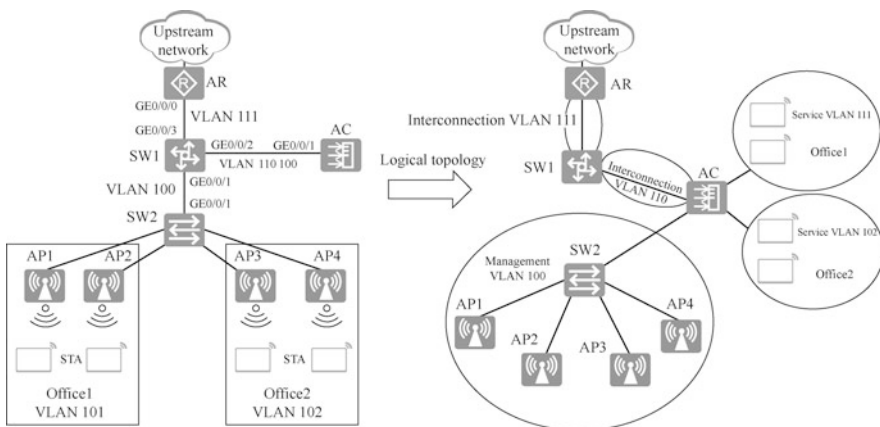 Upstream
network
AR
GE0/0/0
VLAN 111
GE0/0/3
GE0/0/2
GE0/0/1
AC
SW1
VLAN 110 100
VLAN 100
GE0/0/1
GE0/0/1
SW2
AP1
AP2
AP3
AP4
STA
STA
Office1
VLAN 101
Office2
VLAN 102
Logical topology
Upstream
network
AR
Interconnection VLAN 111
SW1
Interconnection
VLAN 110
AC
Service VLAN 111
Office1
Service VLAN 102
Office2
Management
VLAN 100
SW2
AP1
AP2
AP3
AP4